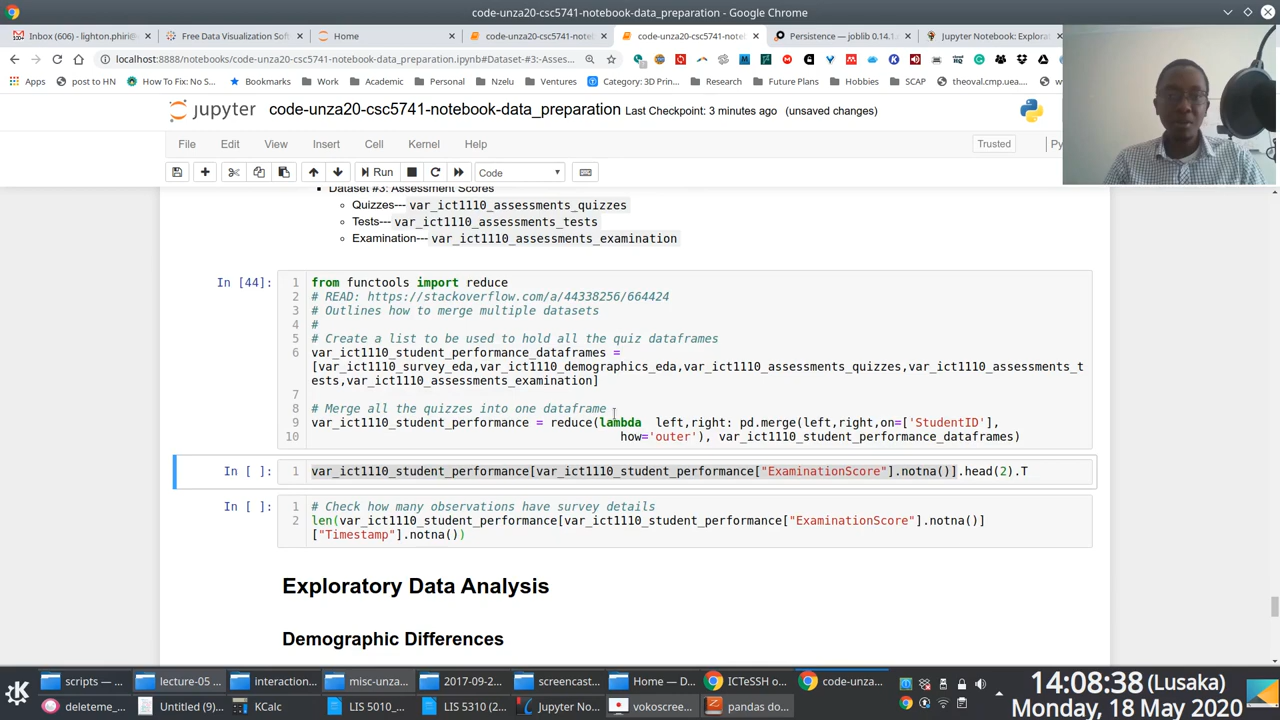 code-unza20-csc5741-notebook-data_preparation - Google Chrome
Inbox (606) - lighton.phiri@
Free Data Visualization Soft
Home
code-unza20-csc5741-notebo
code-unza20-csc5741-notebo
Persistence — joblib 0.14.1.
Jupyter Notebook: Explora
localhost:8888/notebooks/code-unza20-csc5741-notebook-data_preparation.ipynb#Dataset-#3:-Asses...
Apps
post to HN
How To Fix: No S
Bookmarks
Work
Academic
Personal
Nzelu
Ventures
Category: 3D Prin
Research
Future Plans
Hobbies
SCAP
theoval.cmp.uea.
jupyter code-unza20-csc5741-notebook-data_preparation Last Checkpoint: 3 minutes ago (unsaved changes)
File Edit View Insert Cell Kernel Help
Trusted
Run
Code
Dataset #3: Assessment Scores
Quizzes--- var_ict1110_assessments_quizzes
Tests--- var_ict1110_assessments_tests
Examination--- var_ict1110_assessments_examination
In [44]:
1 from functools import reduce
2 # READ: https://stackoverflow.com/a/44338256/664424
3 # Outlines how to merge multiple datasets
4 #
5 # Create a list to be used to hold all the quiz dataframes
6 var_ict1110_student_performance_dataframes =
[var_ict1110_survey_eda,var_ict1110_demographics_eda,var_ict1110_assessments_quizzes,var_ict1110_assessments_t
ests,var_ict1110_assessments_examination]
7
8 # Merge all the quizzes into one dataframe
9 var_ict1110_student_performance = reduce(lambda left,right: pd.merge(left,right,on=['StudentID'],
10 how='outer'), var_ict1110_student_performance_dataframes)
In [ ]:
1 var_ict1110_student_performance[var_ict1110_student_performance["ExaminationScore"].notna()].head(2).T
In [ ]:
1 # Check how many observations have survey details
2 len(var_ict1110_student_performance[var_ict1110_student_performance["ExaminationScore"].notna()]
["Timestamp"].notna())
Exploratory Data Analysis
Demographic Differences
scripts —
lecture-05
interaction...
misc-unza...
2017-09-2...
screencast...
Home — D...
ICTeSSH o...
code-unza...
deleteme_...
Untitled (9)...
KCalc
LIS 5010_...
LIS 5310 (2...
Jupyter No...
vokoscree...
pandas do...
14:08:38 (Lusaka)
Monday, 18 May 2020